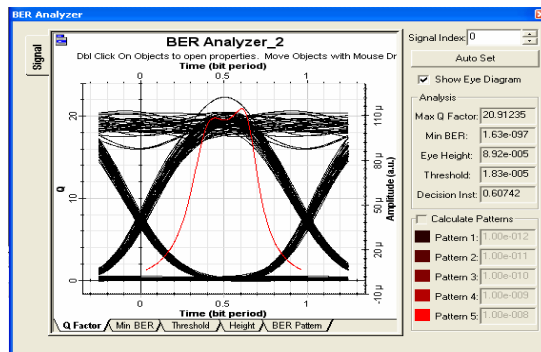 BER Analyzer
Signal
BER Analyzer_2
Dbl Click On Objects to open properties. Move Objects with Mouse Dr
Time (bit period)
0
0.5
1
Q
20
10
0
Amplitude (a.u.)
110 µ
80 µ
50 µ
20 µ
-10 µ
0
0.5
1
Time (bit period)
Q Factor
Min BER
Threshold
Height
BER Pattern
Signal Index: 0
Auto Set
Show Eye Diagram
Analysis
Max Q Factor: 20.91235
Min BER: 1.63e-097
Eye Height: 8.92e-005
Threshold: 1.83e-005
Decision Inst: 0.60742
Calculate Patterns
Pattern 1: 1.00e-012
Pattern 2: 1.00e-011
Pattern 3: 1.00e-010
Pattern 4: 1.00e-009
Pattern 5: 1.00e-008